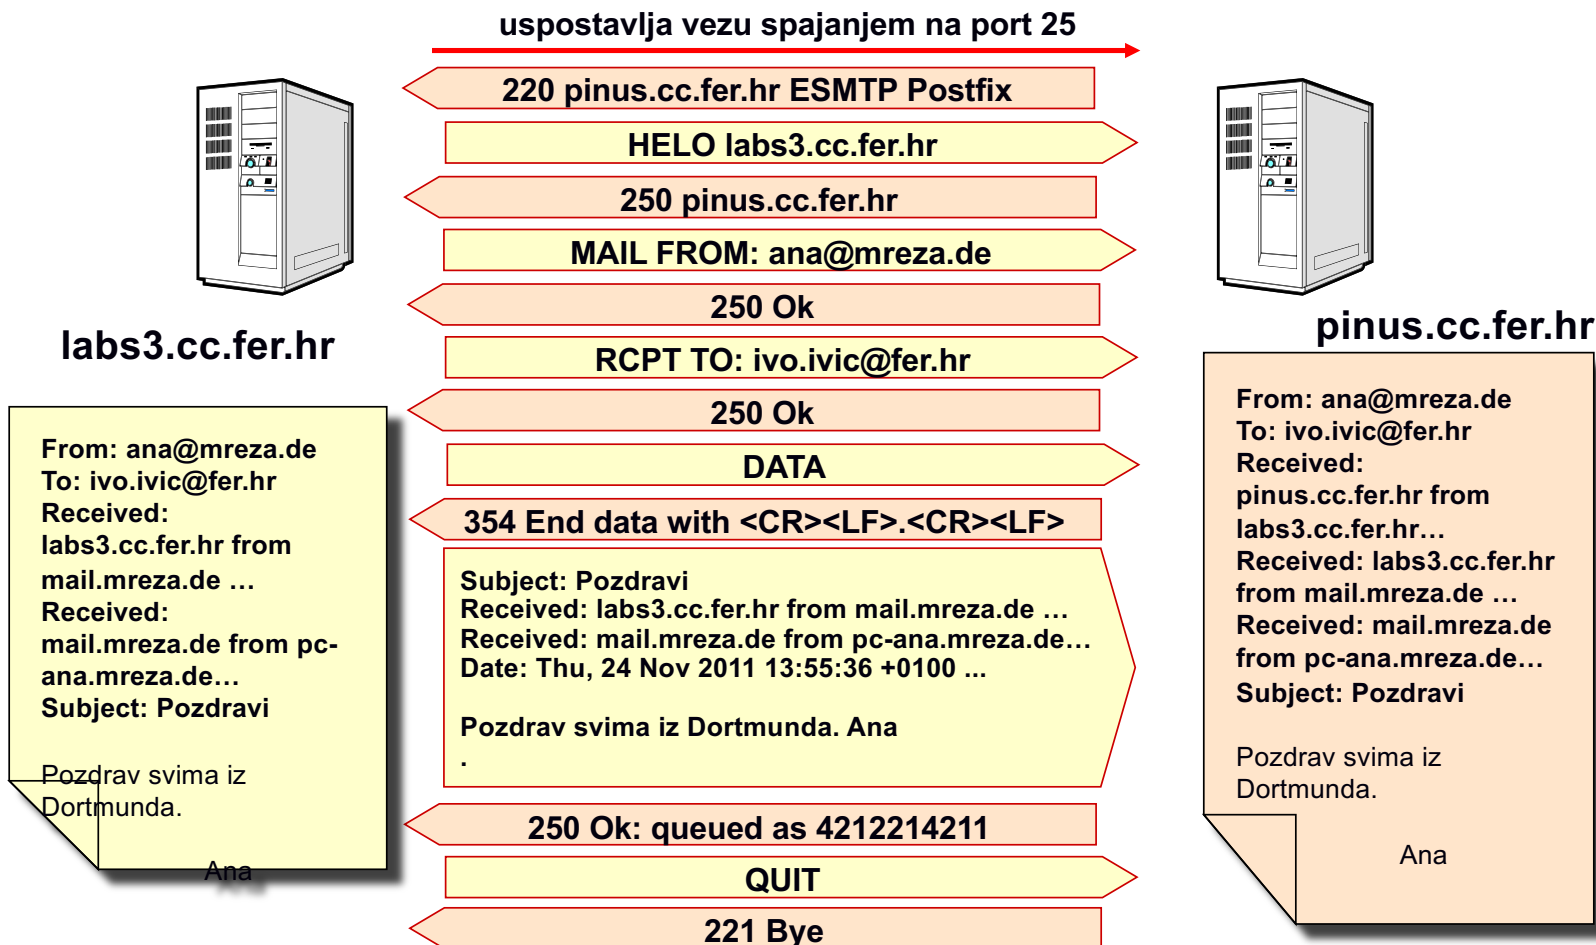 uspostavlja vezu spajanjem na port 25
220 pinus.cc.fer.hr ESMTP Postfix
HELO labs3.cc.fer.hr
250 pinus.cc.fer.hr
MAIL FROM: ana@mreza.de
250 Ok
RCPT TO: ivo.ivic@fer.hr
250 Ok
DATA
354 End data with <CR><LF>.<CR><LF>
Subject: Pozdravi
Received: labs3.cc.fer.hr from mail.mreza.de …
Received: mail.mreza.de from pc-ana.mreza.de…
Date: Thu, 24 Nov 2011 13:55:36 +0100 ...
Pozdrav svima iz Dortmunda. Ana
.
250 Ok: queued as 4212214211
QUIT
221 Bye
labs3.cc.fer.hr
From: ana@mreza.de
To: ivo.ivic@fer.hr
Received:
labs3.cc.fer.hr from
mail.mreza.de …
Received:
mail.mreza.de from pc-
ana.mreza.de…
Subject: Pozdravi
Pozdrav svima iz
Dortmunda.
Ana
pinus.cc.fer.hr
From: ana@mreza.de
To: ivo.ivic@fer.hr
Received:
pinus.cc.fer.hr from
labs3.cc.fer.hr…
Received: labs3.cc.fer.hr
from mail.mreza.de …
Received: mail.mreza.de
from pc-ana.mreza.de…
Subject: Pozdravi
Pozdrav svima iz
Dortmunda.
Ana